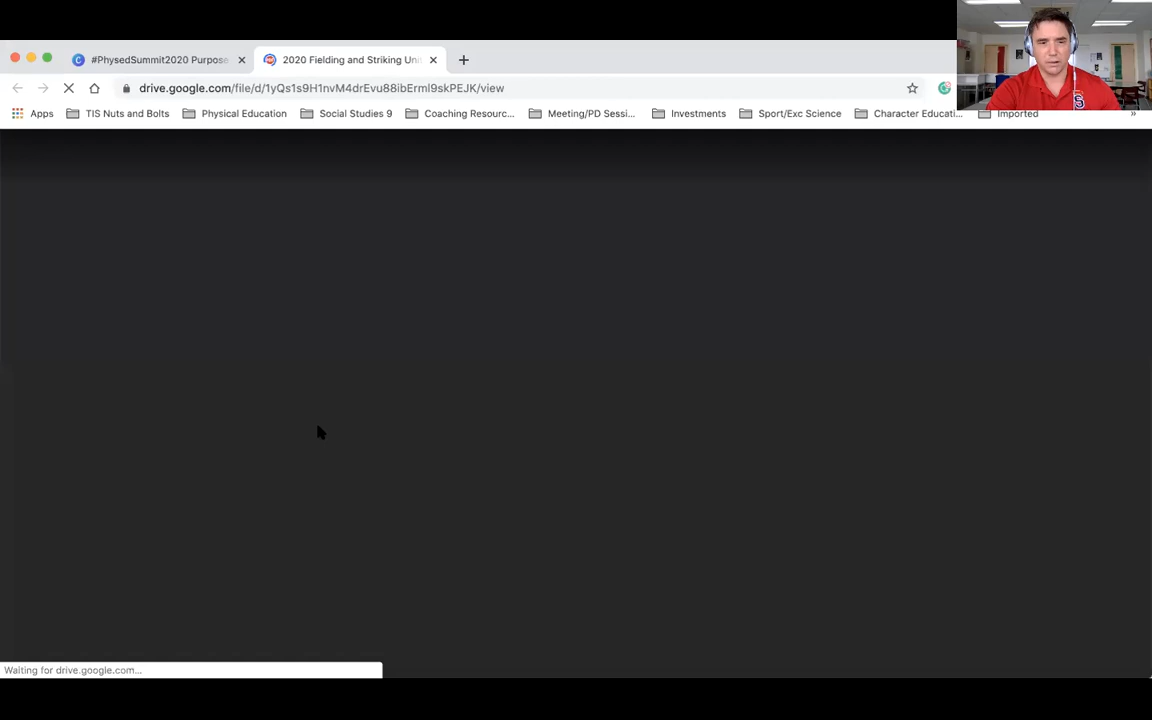 #PhysedSummit2020 Purpose
2020 Fielding and Striking Uni
drive.google.com/file/d/1yQs1s9H1nvM4drEvu88ibErml9skPEJK/view
Apps TIS Nuts and Bolts Physical Education Social Studies 9 Coaching Resourc... Meeting/PD Sessi... Investments Sport/Exc Science Character Educati... Imported »
Waiting for drive.google.com...